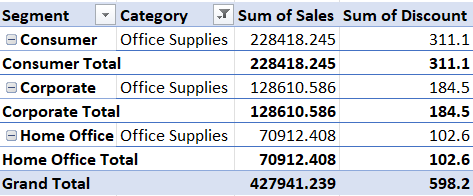 Segment Category Sum of Sales Sum of Discount
Consumer Office Supplies 228418.245 311.1
Consumer Total 228418.245 311.1
Corporate Office Supplies 128610.586 184.5
Corporate Total 128610.586 184.5
Home Office Office Supplies 70912.408 102.6
Home Office Total 70912.408 102.6
Grand Total 427941.239 598.2